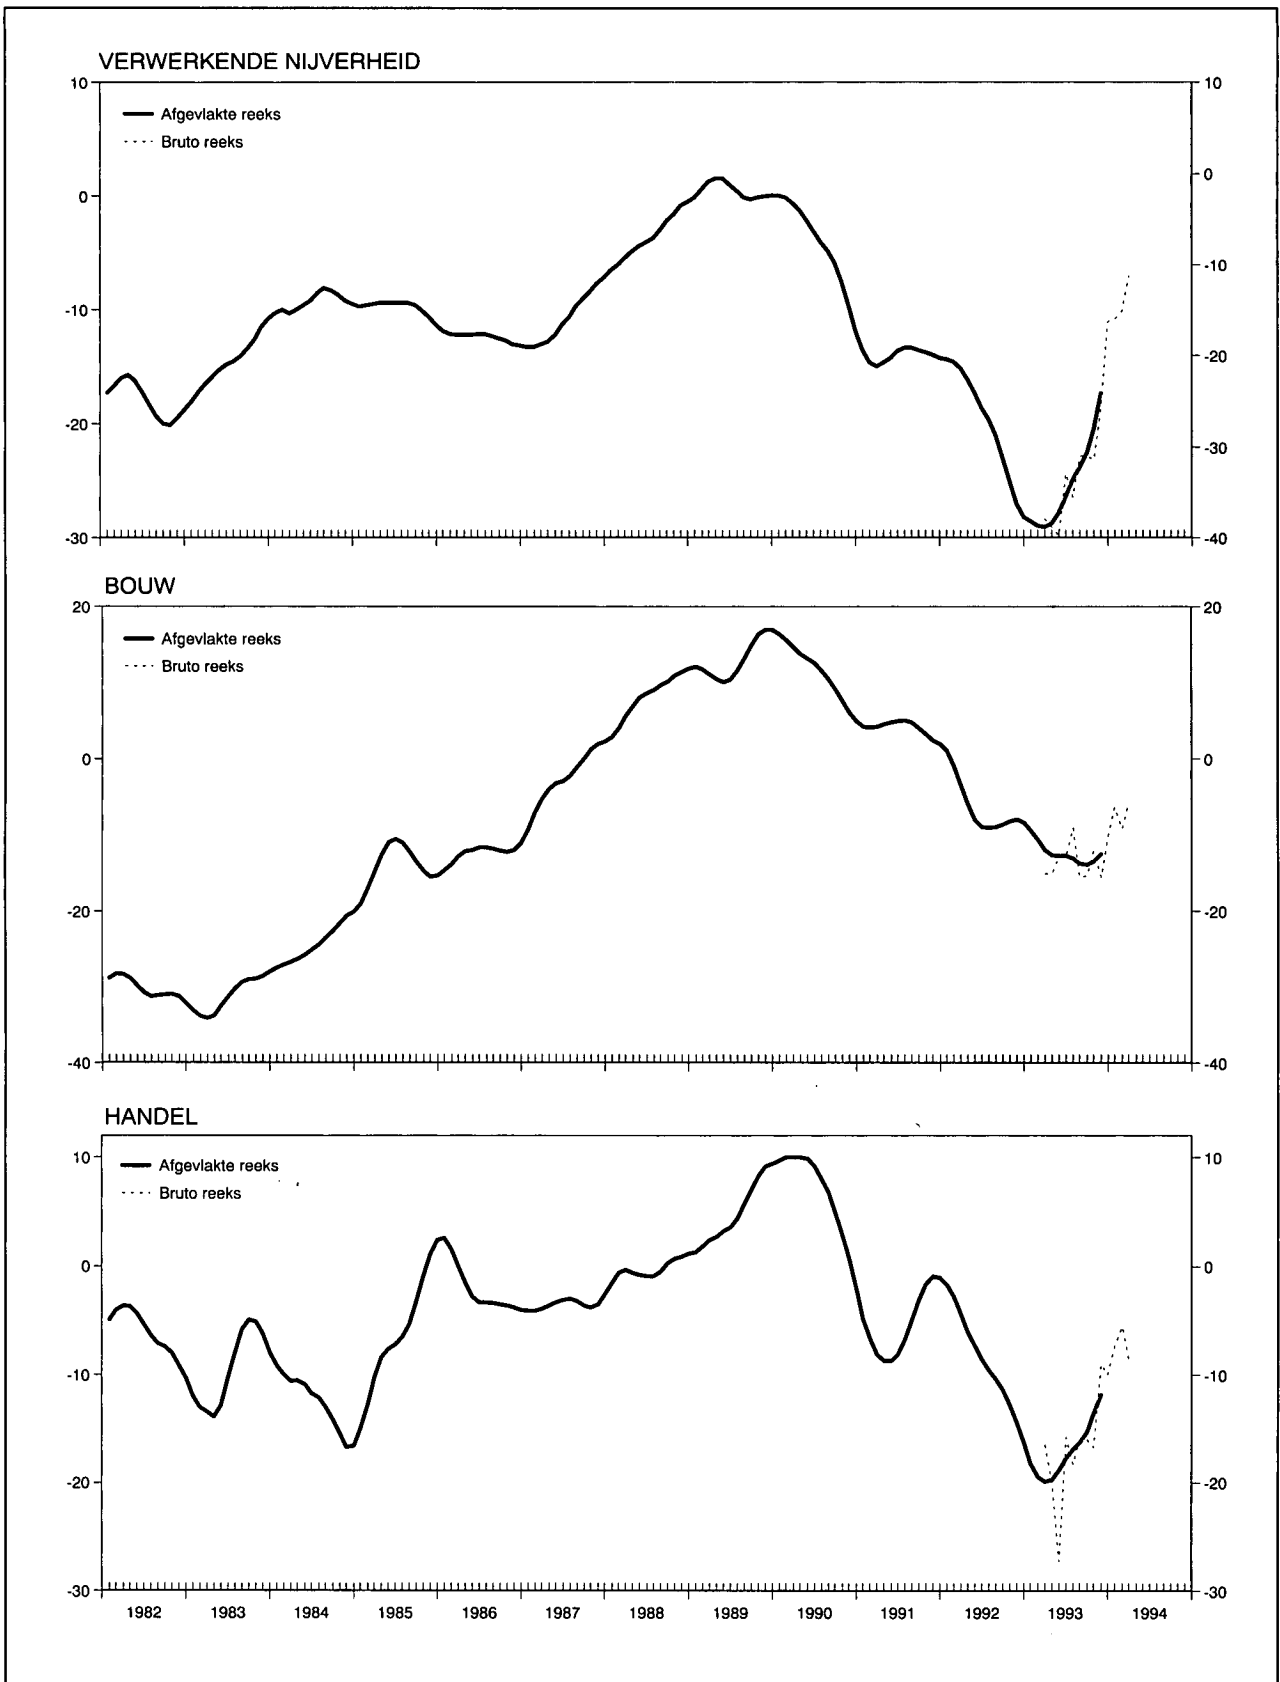 VERWERKENDE NIJVERHEID
10 10
Afgevlakte reeks
Bruto reeks
0 0
-10 -10
-20 -20
-30 -30
-40
BOUW
20 20
Afgevlakte reeks
Bruto reeks
0 0
-20 -20
-40 -40
HANDEL
10 10
Afgevlakte reeks
Bruto reeks
0 0
-10 -10
-20 -20
-30 -30
1982 1983 1984 1985 1986 1987 1988 1989 1990 1991 1992 1993 1994